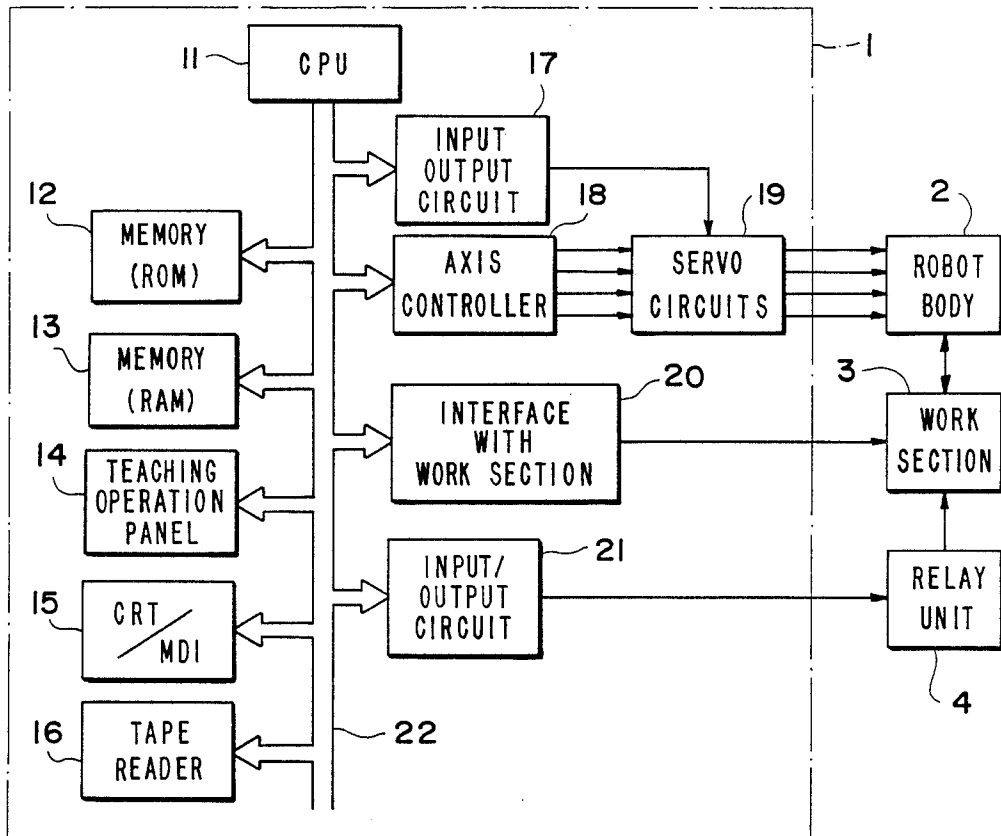 11
CPU
1
17
INPUT
OUTPUT
CIRCUIT
12
MEMORY
(ROM)
18
AXIS
CONTROLLER
19
SERVO
CIRCUITS
2
ROBOT
BODY
13
MEMORY
(RAM)
20
INTERFACE
WITH
WORK SECTION
3
WORK
SECTION
14
TEACHING
OPERATION
PANEL
21
INPUT/
OUTPUT
CIRCUIT
RELAY
UNIT
4
15
CRT
/
MDI
16
TAPE
READER
22